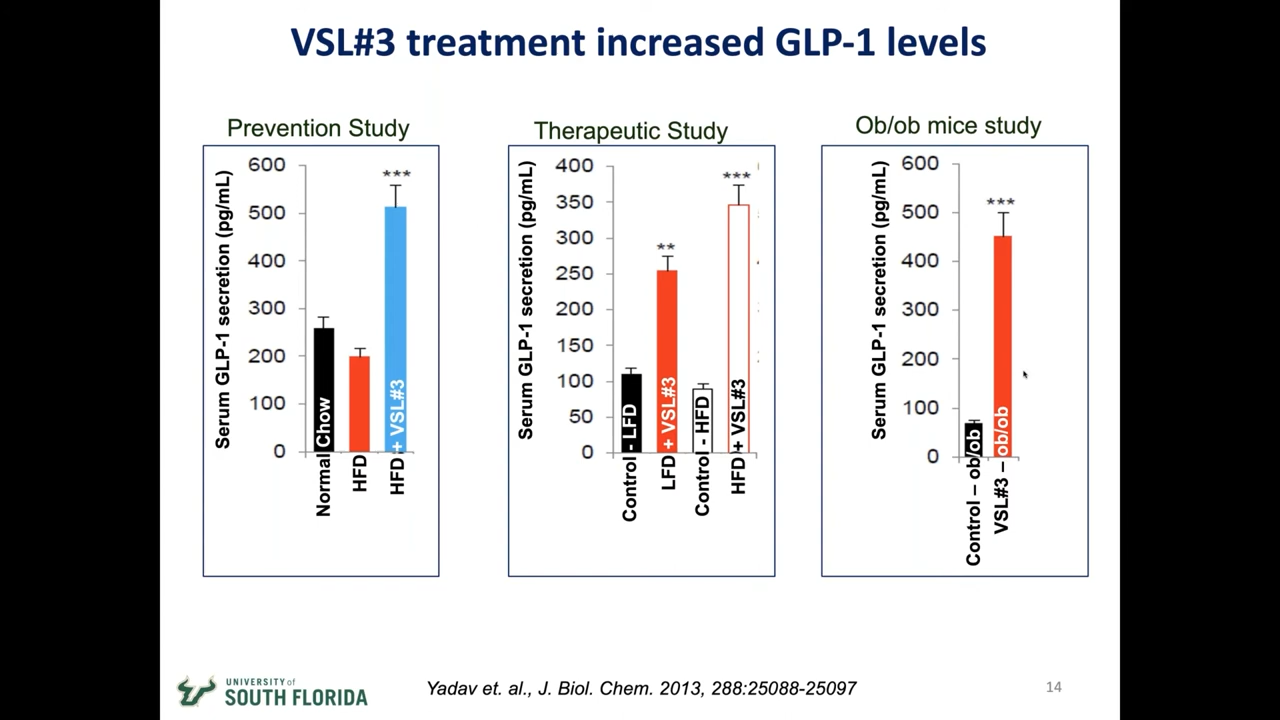 VSL#3 treatment increased GLP-1 levels
Prevention Study
Serum GLP-1 secretion (pg/mL)
600
500
400
300
200
100
0
***
Normal Chow
HFD
HFD + VSL#3
Therapeutic Study
Serum GLP-1 secretion (pg/mL)
400
350
300
250
200
150
100
50
0
**
***
Control - LFD
LFD + VSL#3
Control - HFD
HFD + VSL#3
Ob/ob mice study
Serum GLP-1 secretion (pg/mL)
600
500
400
300
200
100
0
***
Control – ob/ob
VSL#3 – ob/ob
UNIVERSITY of
SOUTH FLORIDA
Yadav et. al., J. Biol. Chem. 2013, 288:25088-25097
14